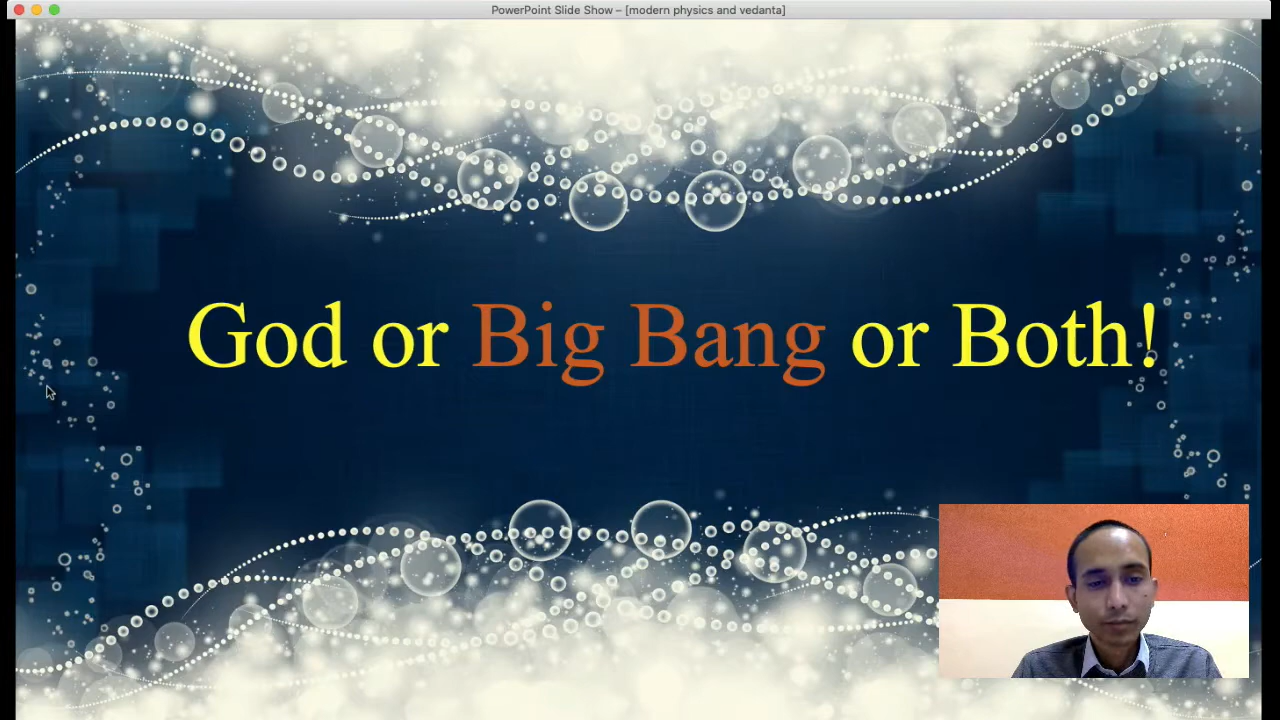 PowerPoint Slide Show – [modern physics and vedanta]
God or Big Bang or Both!